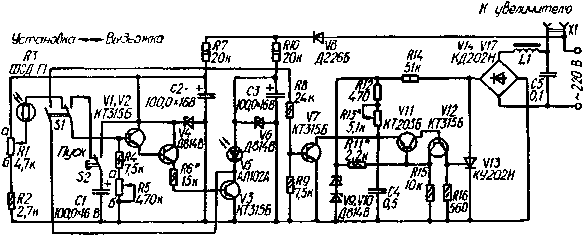 К увеличителю
Установка — Выдержка
R3
ФСД Г1
R7
20к
R10
20к
V8
Д226Б
R14
51к
V14 V17
КД202Н
L1
X1
~220 В
C5
0,1
V1, V2
КТ315Б
C2
100,0×16В
C3
100,0×16В
R8
24к
R12
470
R13*
5,1к
V11
КТ203Б
V12
КТ315Б
V7
КТ315Б
S1
Пуск
S2
а
в
R1
4,7к
R4
7,5к
V4
Д814В
V6
Д814В
V5
АЛ102А
R11*
V13
КУ202Н
R2
2,7к
C1
100,0×16 В
а
б
R5
470к
R6*
15к
V3
КТ315Б
R9
7,5к
V9, V10
Д814В
C4
0,5
R15
10к
R16
560